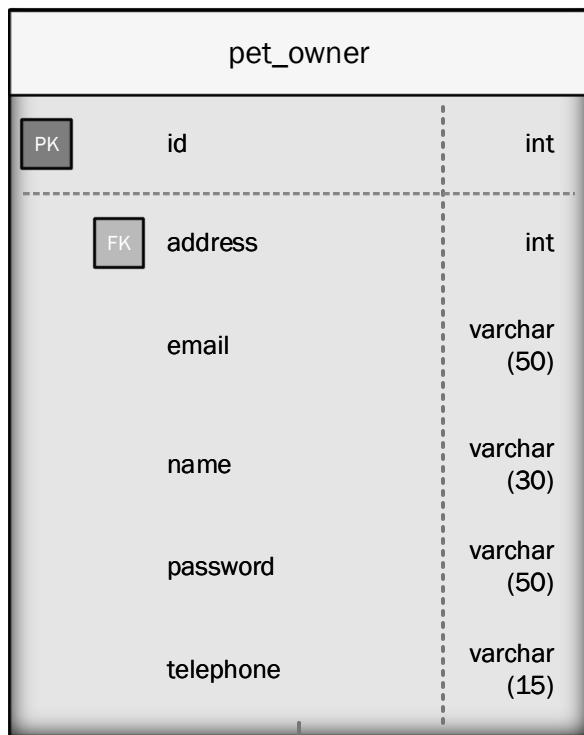 pet_owner
PK id int
FK address int
email varchar
(50)
name varchar
(30)
password varchar
(50)
telephone varchar
(15)